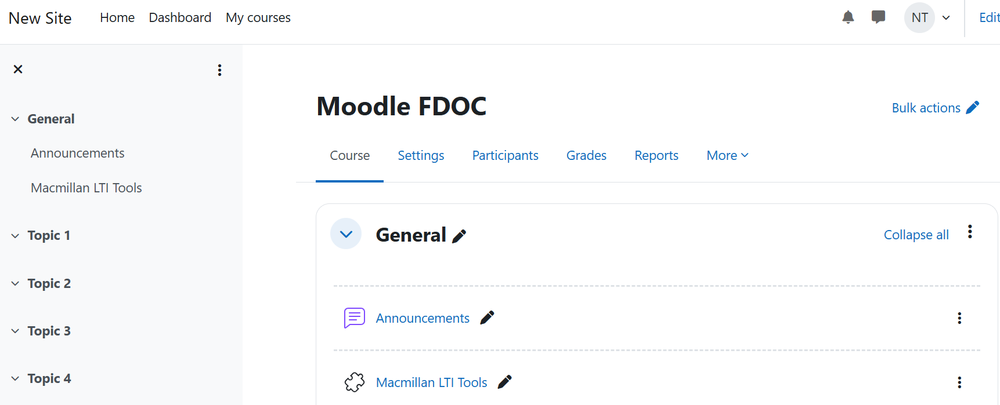 New Site Home Dashboard My courses NT Edit
General
Announcements
Macmillan LTI Tools
Topic 1
Topic 2
Topic 3
Topic 4
Moodle FDOC
Bulk actions
Course Settings Participants Grades Reports More
General
Collapse all
Announcements
Macmillan LTI Tools